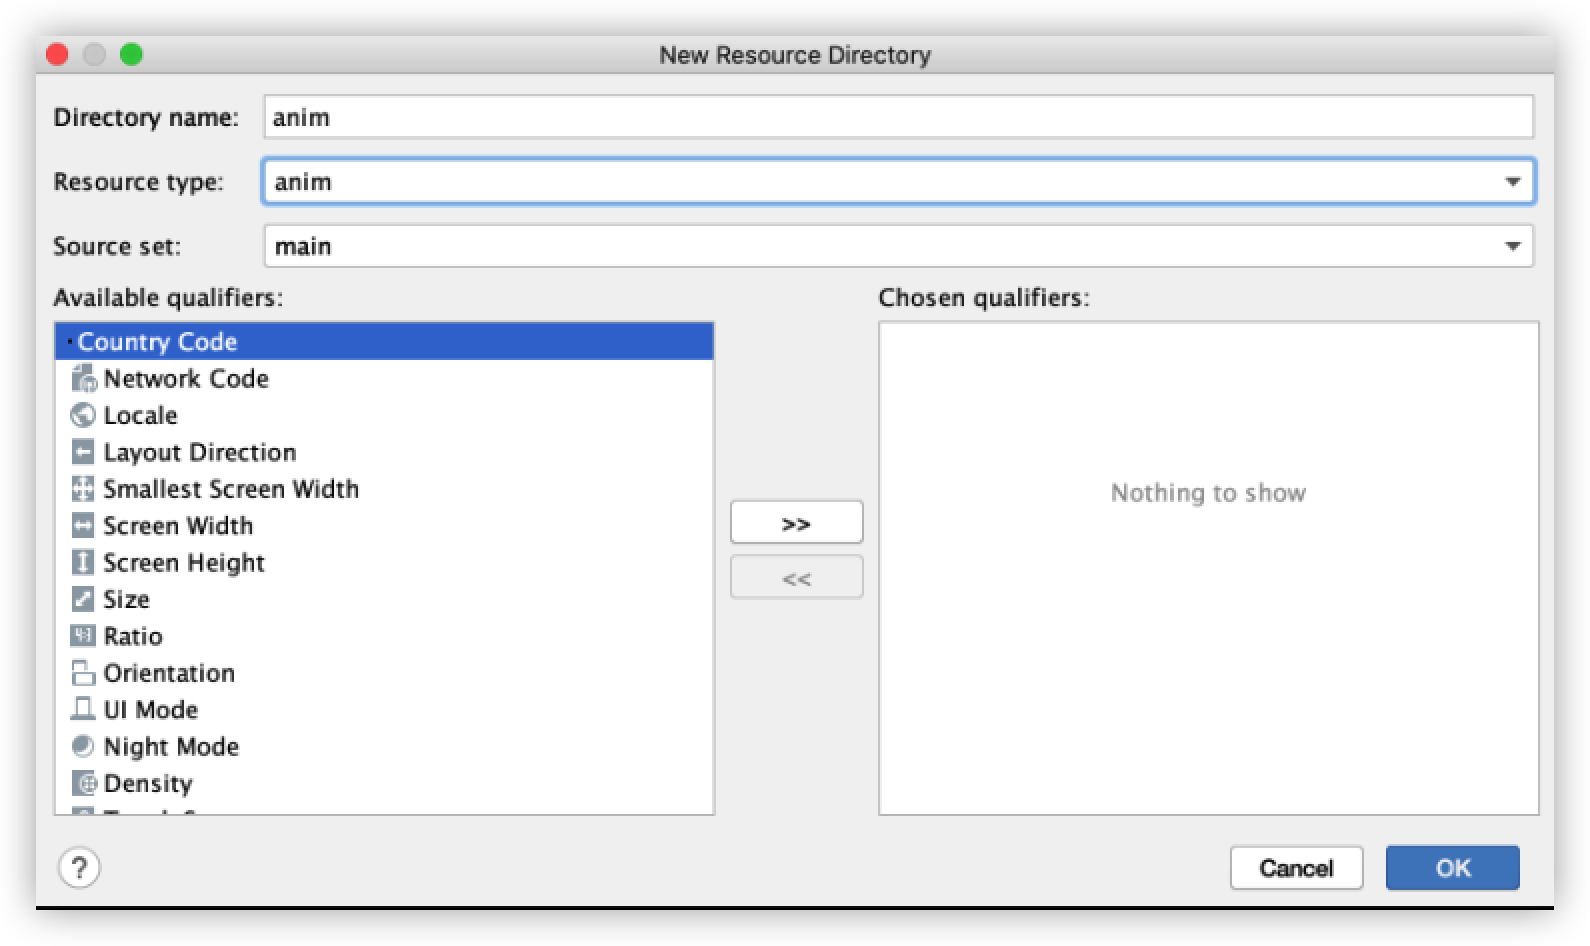 New Resource Directory
Directory name: anim
Resource type: anim
Source set: main
Available qualifiers:
Chosen qualifiers:
Country Code
Network Code
Locale
Layout Direction
Smallest Screen Width
Screen Width
Screen Height
Size
4:3 Ratio
Orientation
UI Mode
Night Mode
Density
>>
<<
Nothing to show
?
Cancel
OK